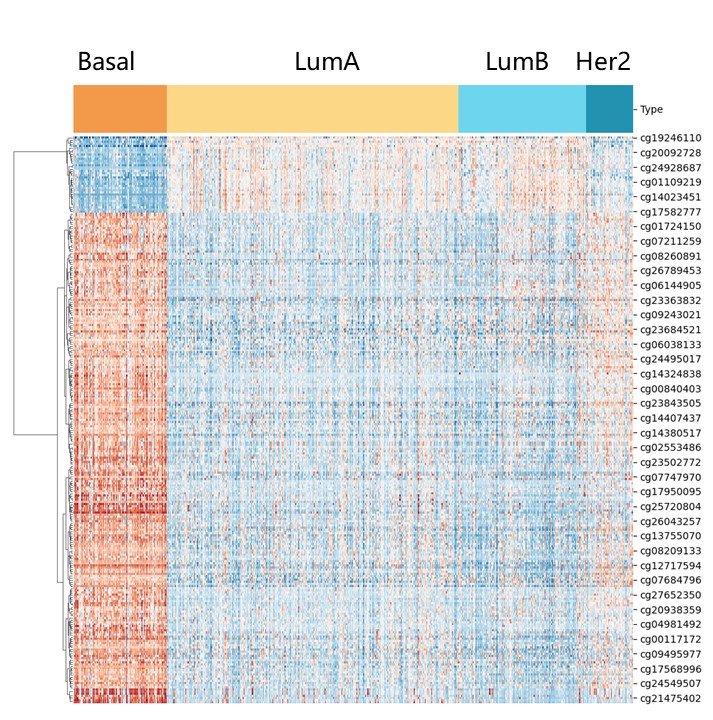 Basal LumA LumB Her2
Type
cg19246110
cg20092728
cg24928687
cg01109219
cg14023451
cg17582777
cg01724150
cg07211259
cg08260891
cg26789453
cg06144905
cg23363832
cg09243021
cg23684521
cg06038133
cg24495017
cg14324838
cg00840403
cg23843505
cg14407437
cg14380517
cg02553486
cg23502772
cg07747970
cg17950095
cg25720804
cg26043257
cg13755070
cg08209133
cg12717594
cg07684796
cg27652350
cg20938359
cg04981492
cg00117172
cg09495977
cg17568996
cg24549507
cg21475402